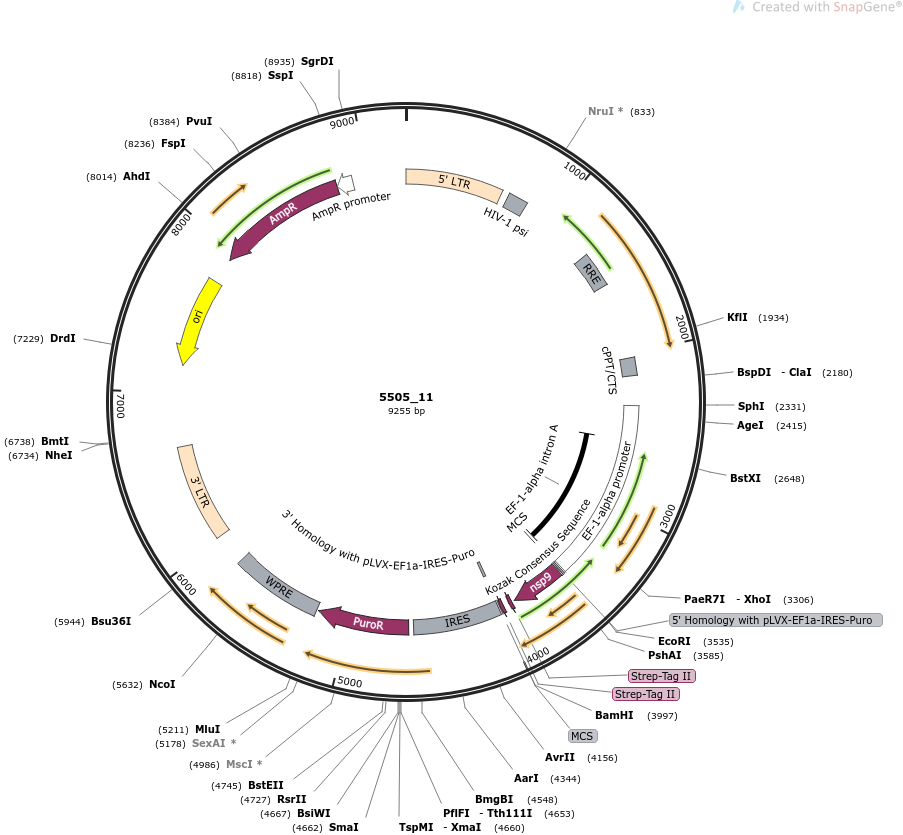 Created with SnapGene®
(8935) SgrDI
(8818) SspI
(8384) PvuI
(8236) FspI
(8014) AhdI
(7229) DrdI
(6738) BmtI
(6734) NheI
(5944) Bsu36I
(5632) NcoI
(5211) MluI
(5178) SexAI *
(4986) MscI *
(4745) BstEII
(4727) RsrII
(4667) BsiWI
(4662) SmaI
TspMI - XmaI (4660)
PflFI - Tth111I (4653)
BmgBI (4548)
AarI (4344)
AvrII (4156)
MCS
BamHI (3997)
Strep-Tag II
Strep-Tag II
PshAI (3585)
EcoRI (3535)
5' Homology with pLVX-EF1a-IRES-Puro
PaeR7I - XhoI (3306)
BstXI (2648)
AgeI (2415)
SphI (2331)
BspDI - ClaI (2180)
KflI (1934)
NruI * (833)
1000
2000
3000
4000
5000
6000
7000
8000
9000
5' LTR
HIV-1 psi
RRE
cPPT/CTS
EF-1-alpha promoter
EF-1-alpha intron A
MCS
Kozak Consensus Sequence
nsp9
3' Homology with pLVX-EF1a-IRES-Puro
IRES
PuroR
WPRE
3' LTR
ori
AmpR
AmpR promoter
5505_11
9255 bp